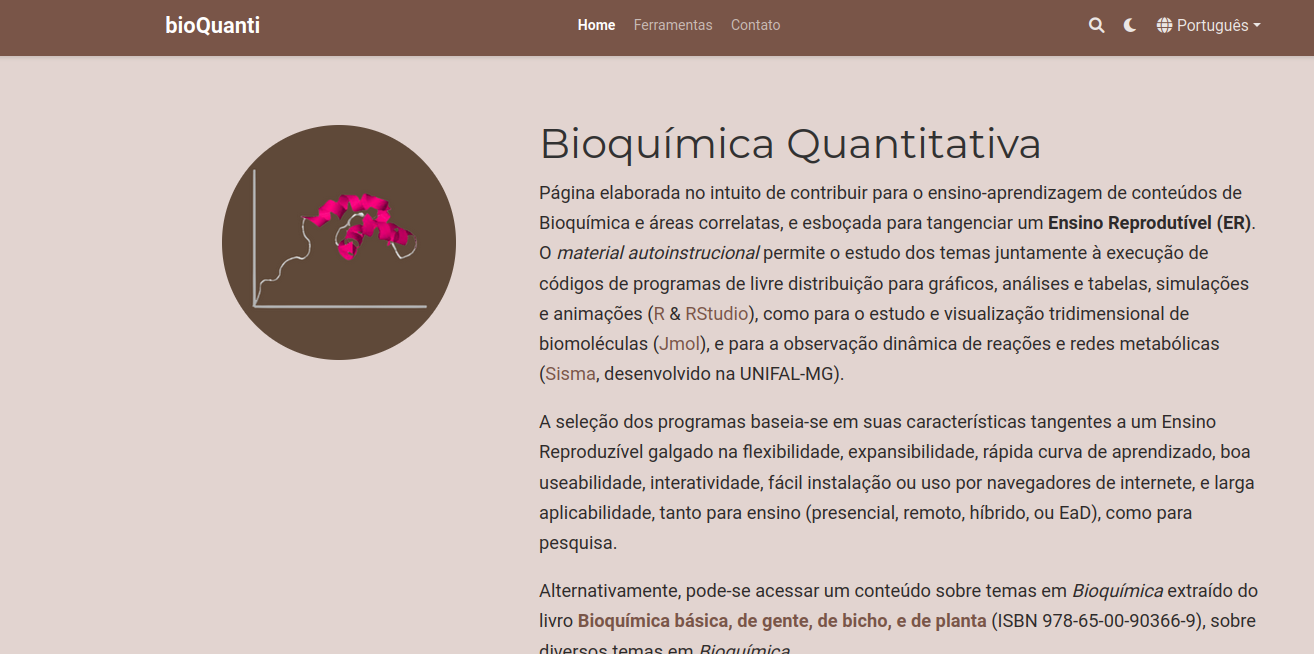 bioQuanti
Home Ferramentas Contato
Português
Bioquímica Quantitativa
Página elaborada no intuito de contribuir para o ensino-aprendizagem de conteúdos de
Bioquímica e áreas correlatas, e esboçada para tangenciar um Ensino Reprodutível (ER).
O material autoinstrucional permite o estudo dos temas juntamente à execução de
códigos de programas de livre distribuição para gráficos, análises e tabelas, simulações
e animações (R & RStudio), como para o estudo e visualização tridimensional de
biomoléculas (Jmol), e para a observação dinâmica de reações e redes metabólicas
(Sisma, desenvolvido na UNIFAL-MG).
A seleção dos programas baseia-se em suas características tangentes a um Ensino
Reproduzível galgado na flexibilidade, expansibilidade, rápida curva de aprendizado, boa
useabilidade, interatividade, fácil instalação ou uso por navegadores de internete, e larga
aplicabilidade, tanto para ensino (presencial, remoto, híbrido, ou EaD), como para
pesquisa.
Alternativamente, pode-se acessar um conteúdo sobre temas em Bioquímica extraído do
livro Bioquímica básica, de gente, de bicho, e de planta (ISBN 978-65-00-90366-9), sobre
diversos temas em Bioquímica.